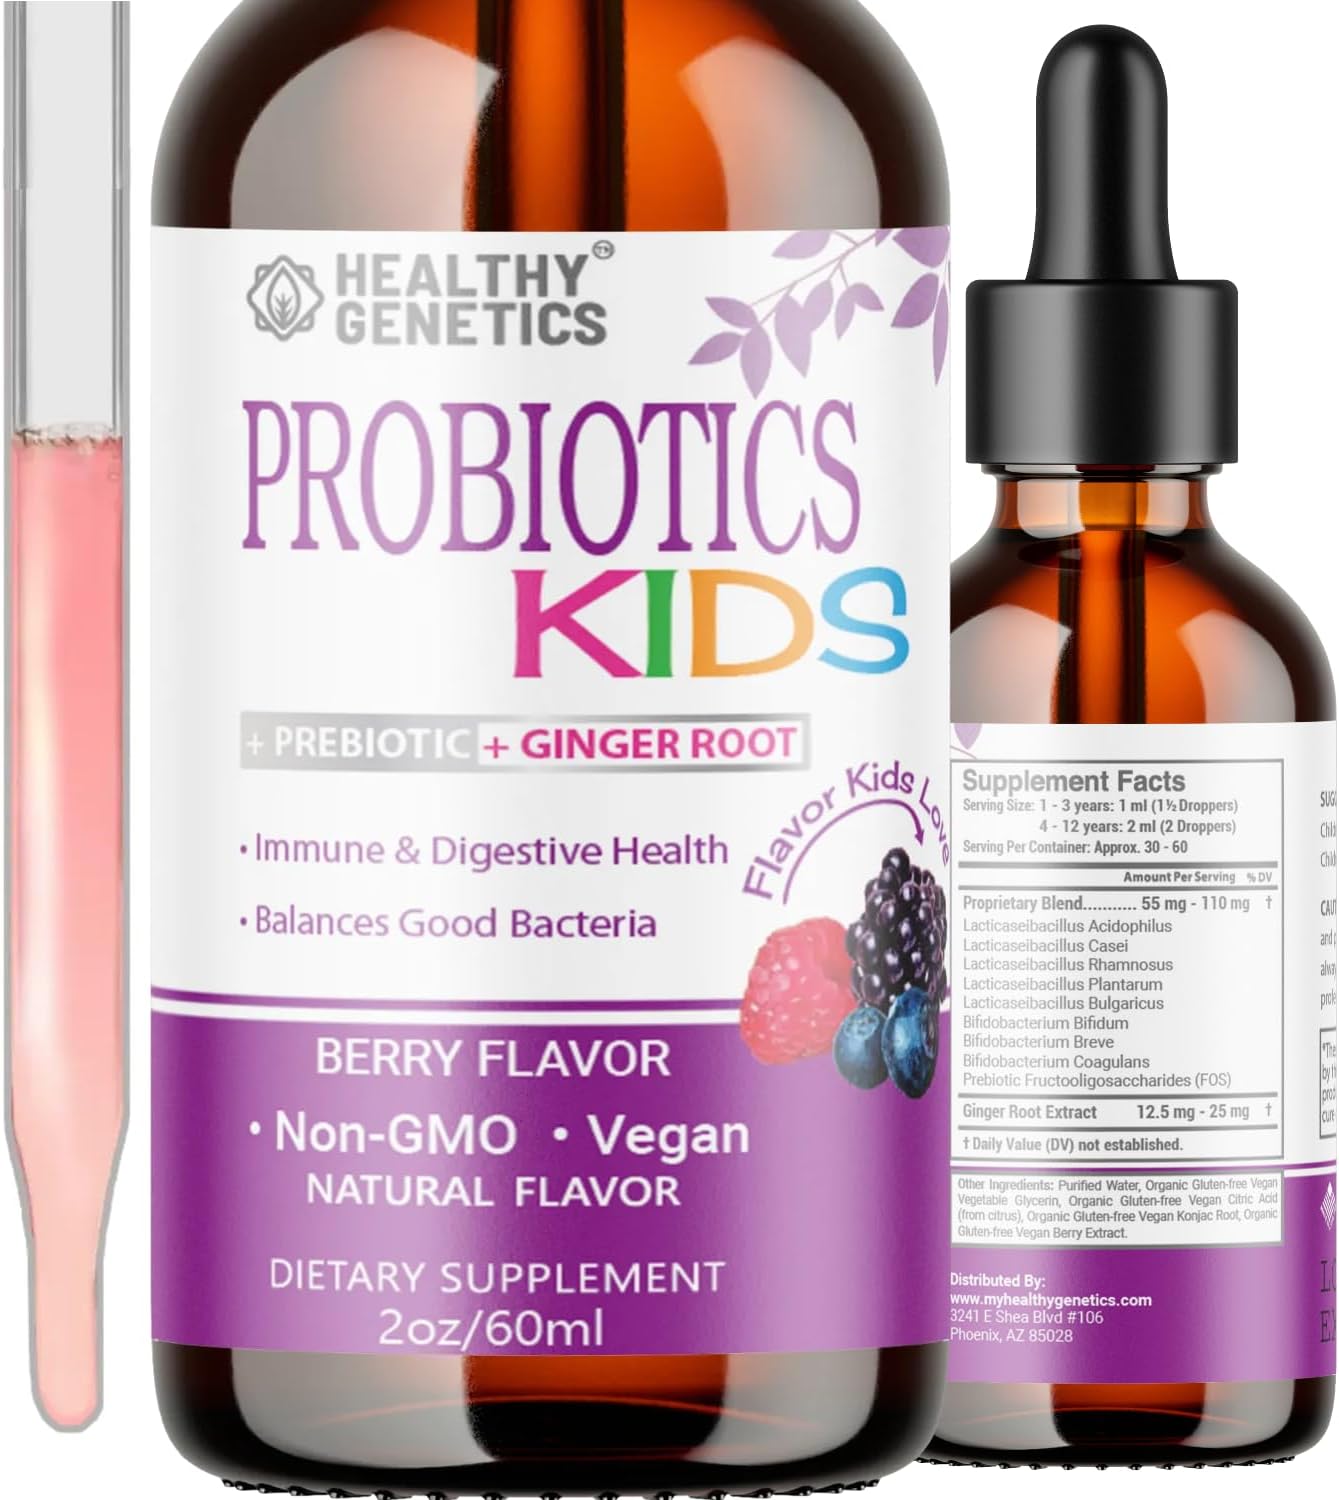 HEALTHY™
GENETICS
PROBIOTICS
KIDS
+ PREBIOTIC + GINGER ROOT
• Immune & Digestive Health
• Balances Good Bacteria
Flavor Kids Love
BERRY FLAVOR
• Non-GMO • Vegan
NATURAL FLAVOR
DIETARY SUPPLEMENT
2oz/60ml
Supplement Facts
Serving Size: 1 - 3 years: 1 ml (1½ Droppers)
4 - 12 years: 2 ml (2 Droppers)
Serving Per Container: Approx. 30 - 60
Amount Per Serving % DV
Proprietary Blend........... 55 mg - 110 mg †
Lacticaseibacillus Acidophilus
Lacticaseibacillus Casei
Lacticaseibacillus Rhamnosus
Lacticaseibacillus Plantarum
Lacticaseibacillus Bulgaricus
Bifidobacterium Bifidum
Bifidobacterium Breve
Bifidobacterium Coagulans
Prebiotic Fructooligosaccharides (FOS)
Ginger Root Extract 12.5 mg - 25 mg †
† Daily Value (DV) not established.
Other Ingredients: Purified Water, Organic Gluten-free Vegan
Vegetable Glycerin, Organic Gluten-free Vegan Citric Acid
(from citrus), Organic Gluten-free Vegan Konjac Root, Organic
Gluten-free Vegan Berry Extract.
Distributed By:
www.myhealthygenetics.com
3241 E Shea Blvd #106
Phoenix, AZ 85028